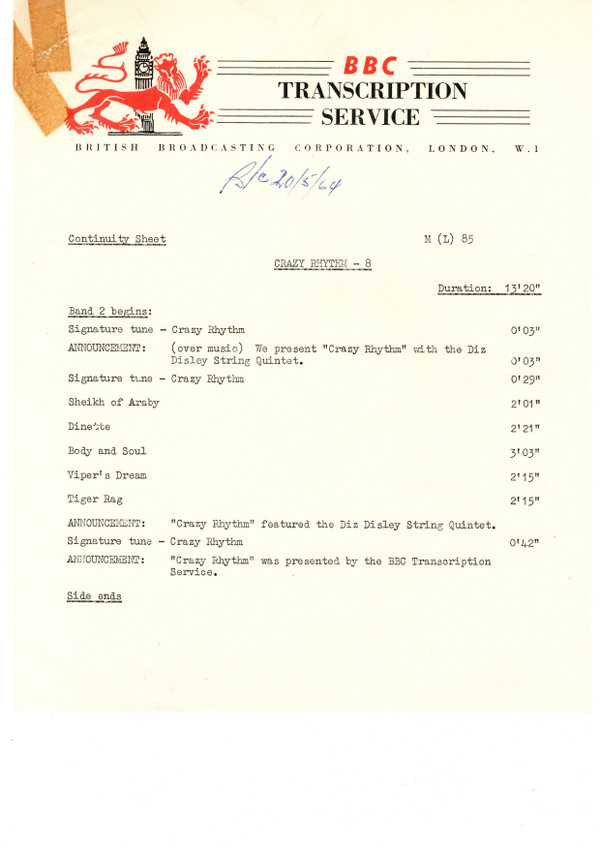 BBC
TRANSCRIPTION
SERVICE
BRITISH BROADCASTING CORPORATION, LONDON, W.1
B/c 20/5/64
Continuity Sheet M (L) 85
CRAZY RHYTHM - 8
Duration: 13'20"
Band 2 begins:
Signature tune - Crazy Rhythm 0'03"
ANNOUNCEMENT: (over music) We present "Crazy Rhythm" with the Diz
Disley String Quintet. 0'03"
Signature tune - Crazy Rhythm 0'29"
Sheikh of Araby 2'01"
Dinette 2'21"
Body and Soul 3'03"
Viper's Dream 2'15"
Tiger Rag 2'15"
ANNOUNCEMENT: "Crazy Rhythm" featured the Diz Disley String Quintet.
Signature tune - Crazy Rhythm 0'42"
ANNOUNCEMENT: "Crazy Rhythm" was presented by the BBC Transcription
Service.
Side ends